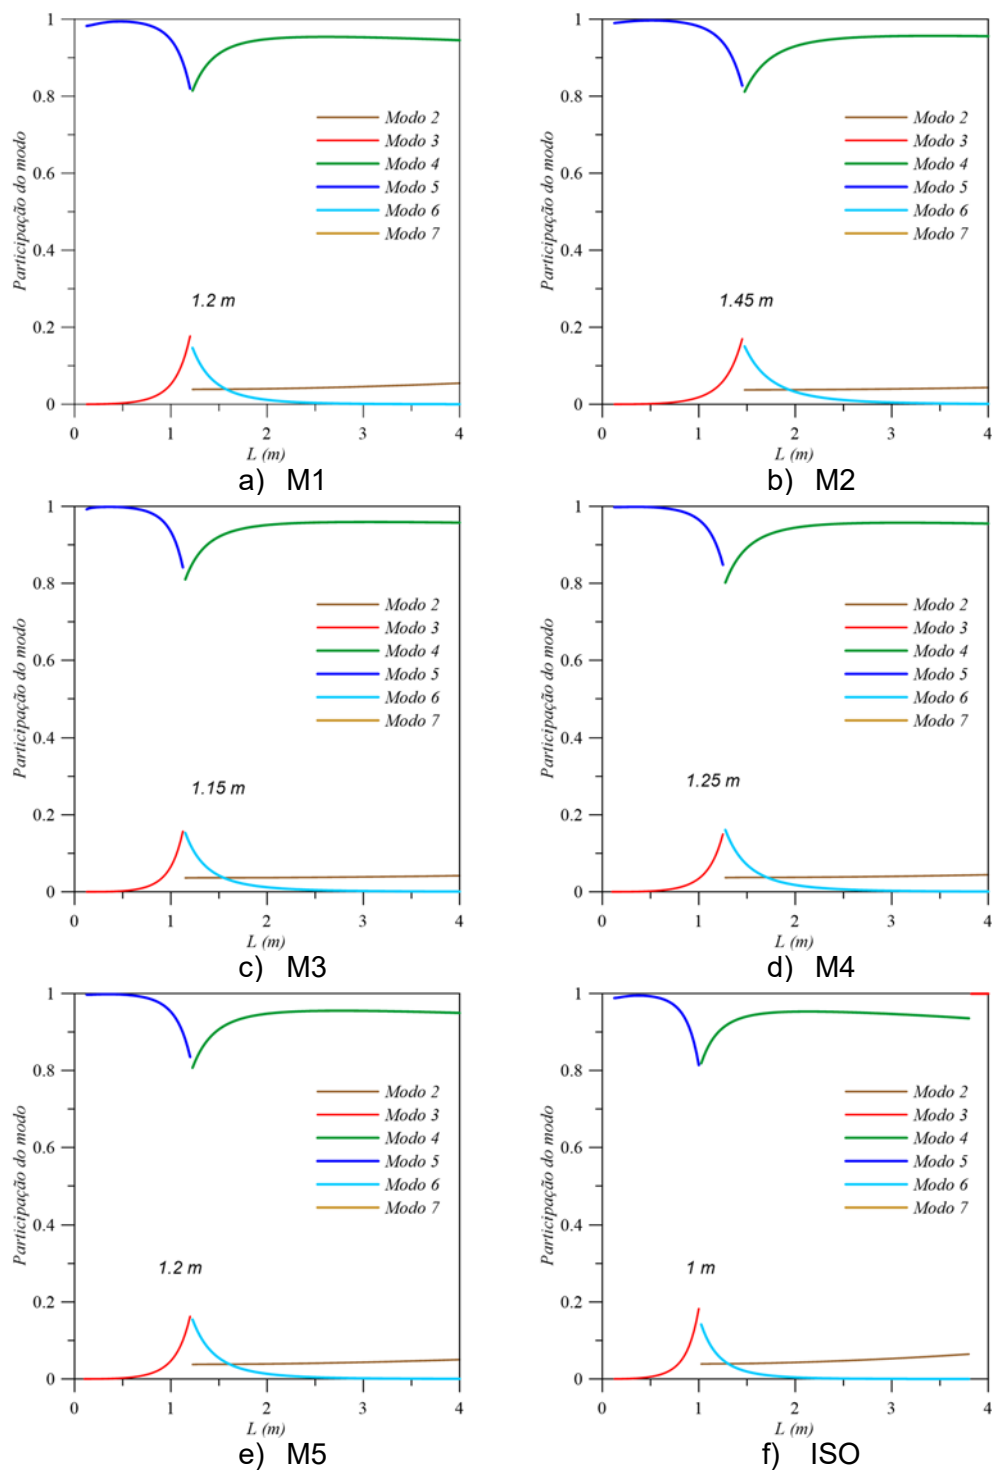 1
0.8
0.6
0.4
0.2
0
Participação do modo
Modo 2
Modo 3
Modo 4
Modo 5
Modo 6
Modo 7
1.2 m
0 1 2 3 4
L (m)
a) M1
1
0.8
0.6
0.4
0.2
0
Participação do modo
Modo 2
Modo 3
Modo 4
Modo 5
Modo 6
Modo 7
1.45 m
0 1 2 3 4
L (m)
b) M2
1
0.8
0.6
0.4
0.2
0
Participação do modo
Modo 2
Modo 3
Modo 4
Modo 5
Modo 6
Modo 7
1.15 m
0 1 2 3 4
L (m)
c) M3
1
0.8
0.6
0.4
0.2
0
Participação do modo
Modo 2
Modo 3
Modo 4
Modo 5
Modo 6
Modo 7
1.25 m
0 1 2 3 4
L (m)
d) M4
1
0.8
0.6
0.4
0.2
0
Participação do modo
Modo 2
Modo 3
Modo 4
Modo 5
Modo 6
Modo 7
1.2 m
0 1 2 3 4
L (m)
e) M5
1
0.8
0.6
0.4
0.2
0
Participação do modo
Modo 2
Modo 3
Modo 4
Modo 5
Modo 6
Modo 7
1 m
0 1 2 3 4
L (m)
f) ISO